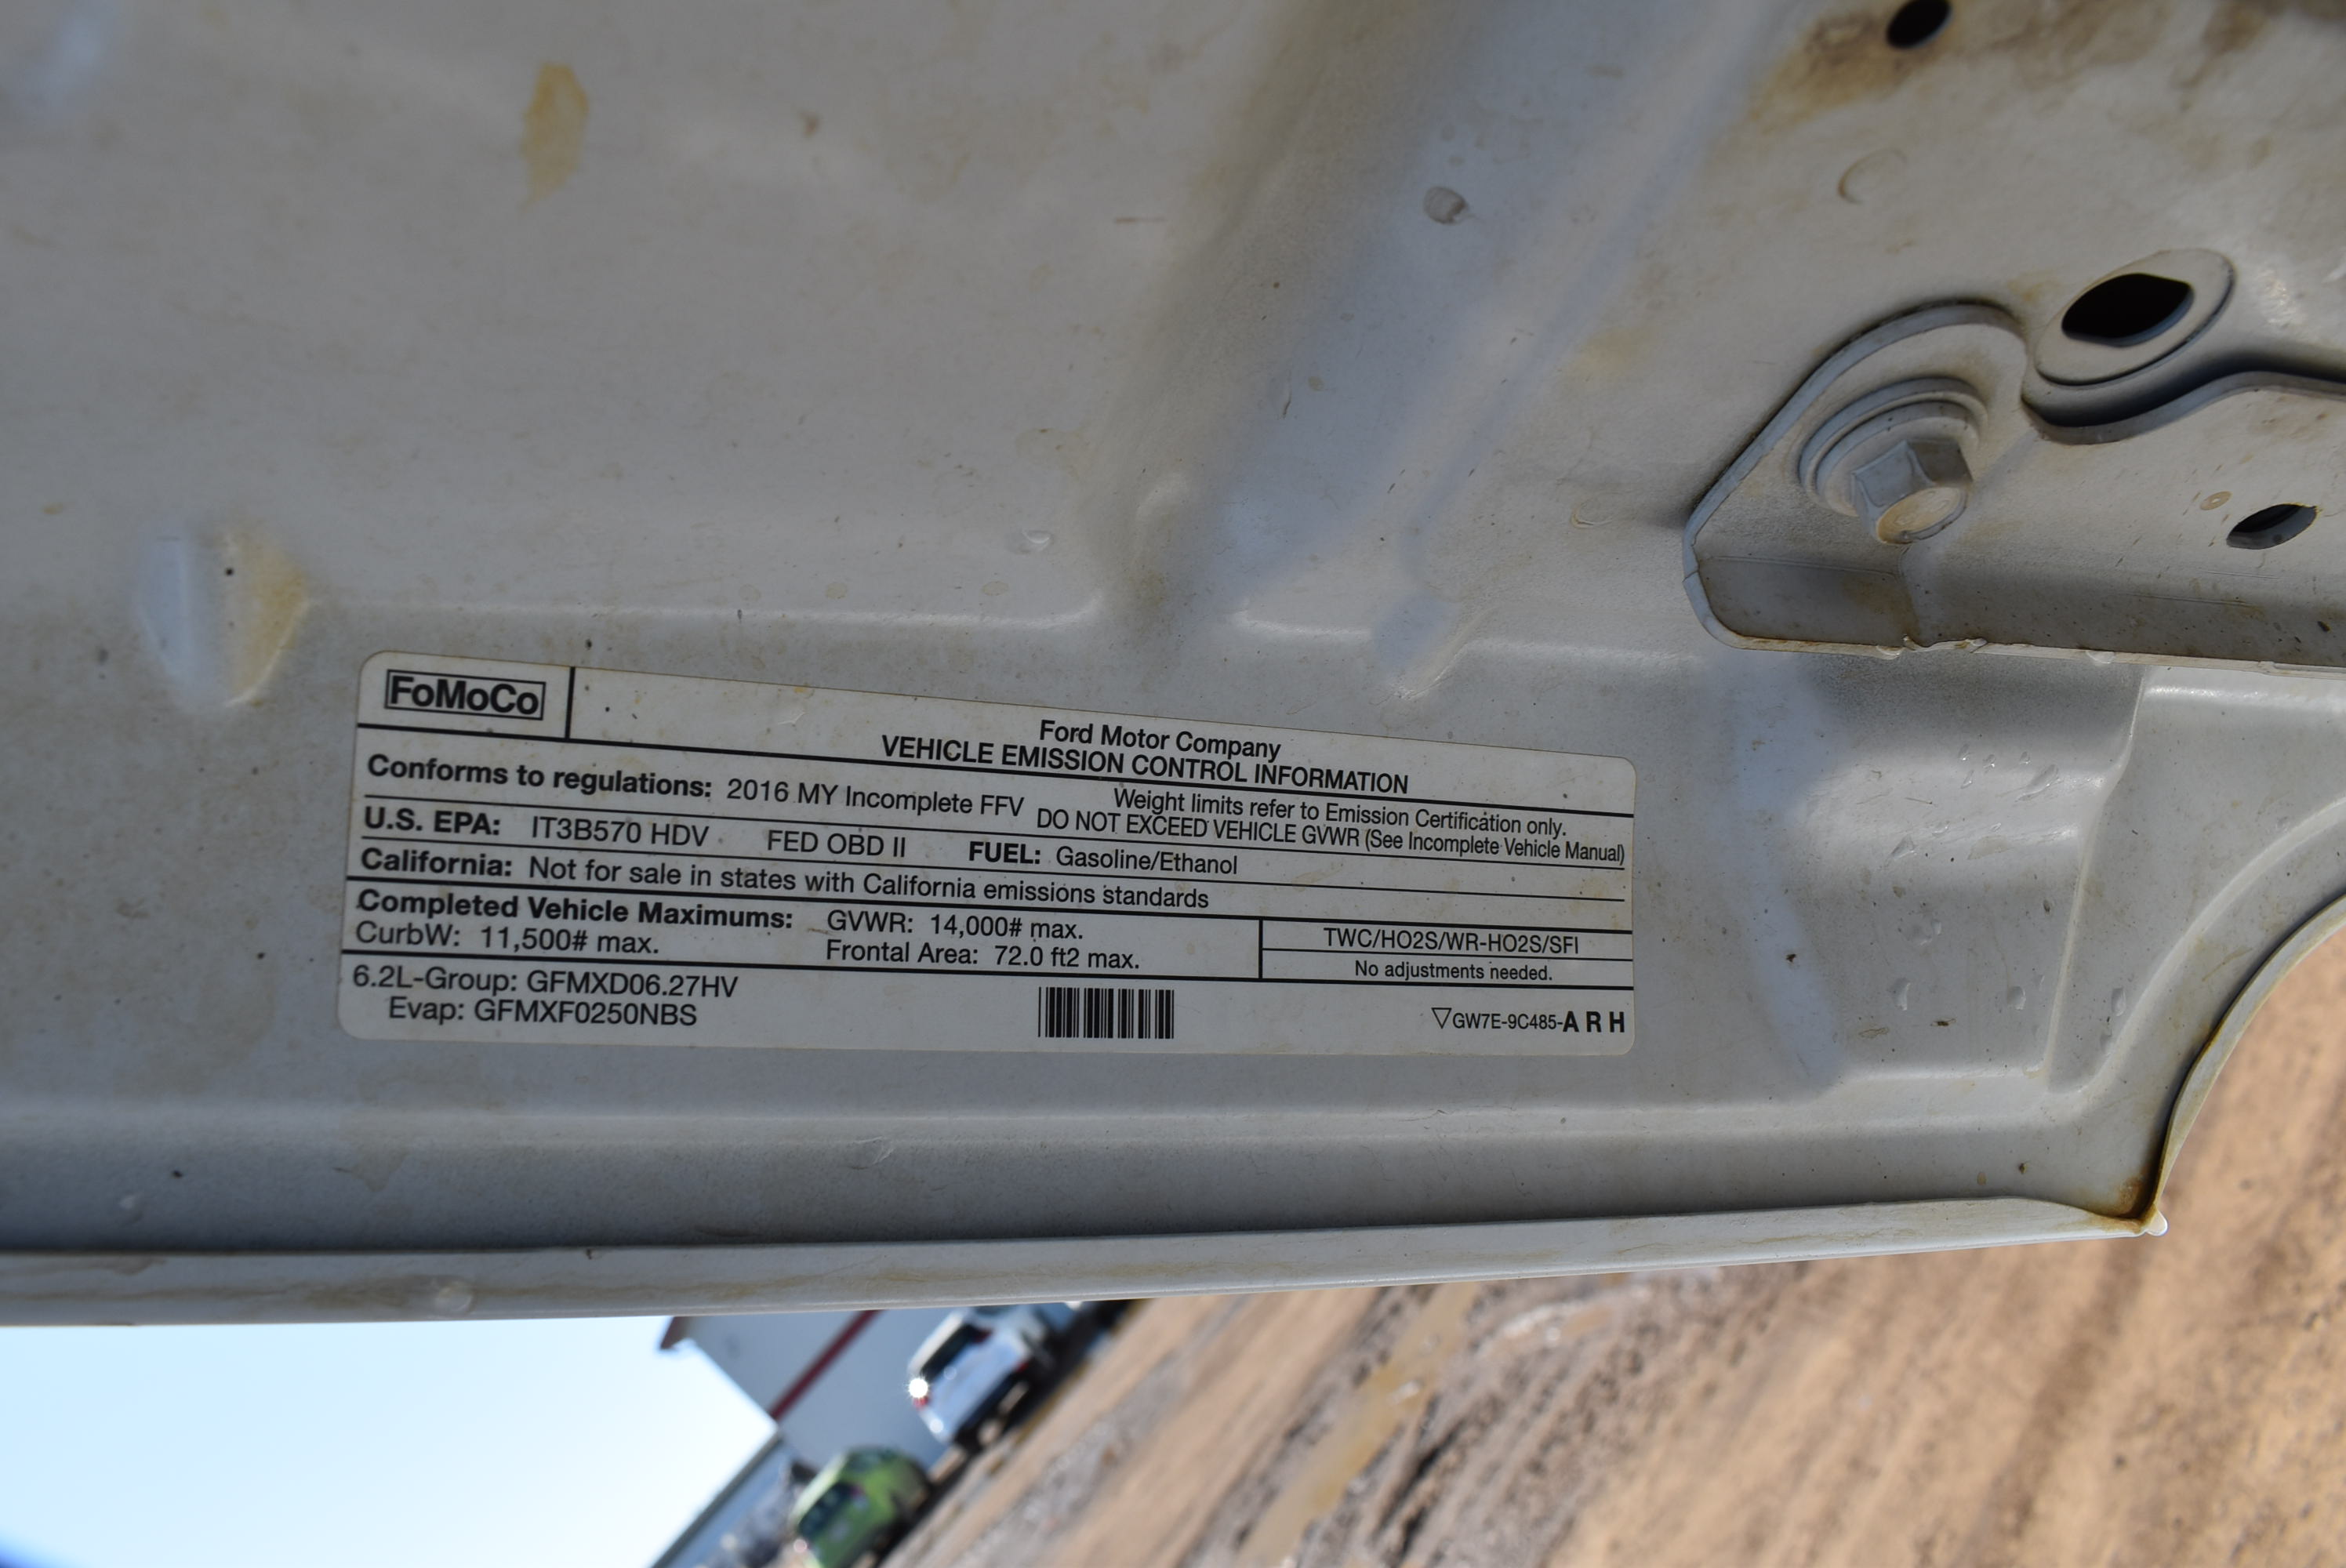 FoMoCo
Ford Motor Company
VEHICLE EMISSION CONTROL INFORMATION
Conforms to regulations: 2016 MY Incomplete FFV
Weight limits refer to Emission Certification only.
DO NOT EXCEED VEHICLE GVWR (See Incomplete Vehicle Manual)
U.S. EPA: IT3B570 HDV FED OBD II FUEL: Gasoline/Ethanol
California: Not for sale in states with California emissions standards
Completed Vehicle Maximums: GVWR: 14,000# max.
CurbW: 11,500# max. Frontal Area: 72.0 ft2 max.
TWC/HO2S/WR-HO2S/SFI
No adjustments needed.
6.2L-Group: GFMXD06.27HV
Evap: GFMXF0250NBS
▽GW7E-9C485-A R H